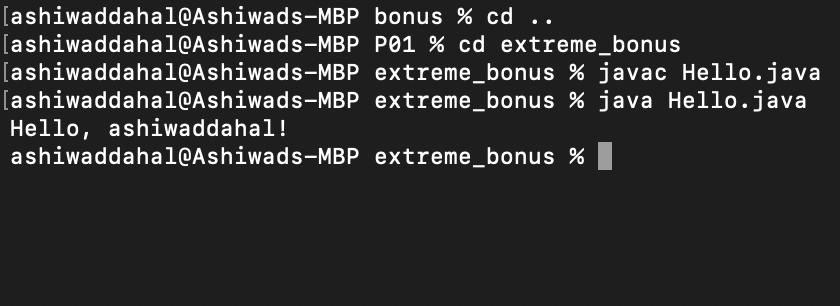 [ashiwaddahal@Ashiwads-MBP bonus % cd ..
[ashiwaddahal@Ashiwads-MBP P01 % cd extreme_bonus
[ashiwaddahal@Ashiwads-MBP extreme_bonus % javac Hello.java
[ashiwaddahal@Ashiwads-MBP extreme_bonus % java Hello.java
Hello, ashiwaddahal!
ashiwaddahal@Ashiwads-MBP extreme_bonus %